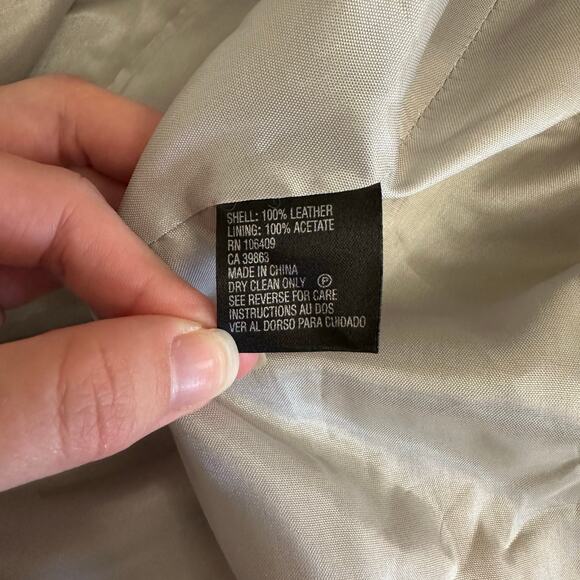 SHELL: 100% LEATHER
LINING: 100% ACETATE
RN 106409
CA 39863
MADE IN CHINA
DRY CLEAN ONLY Ⓟ
SEE REVERSE FOR CARE
INSTRUCTIONS AU DOS
VER AL DORSO PARA CUIDADO